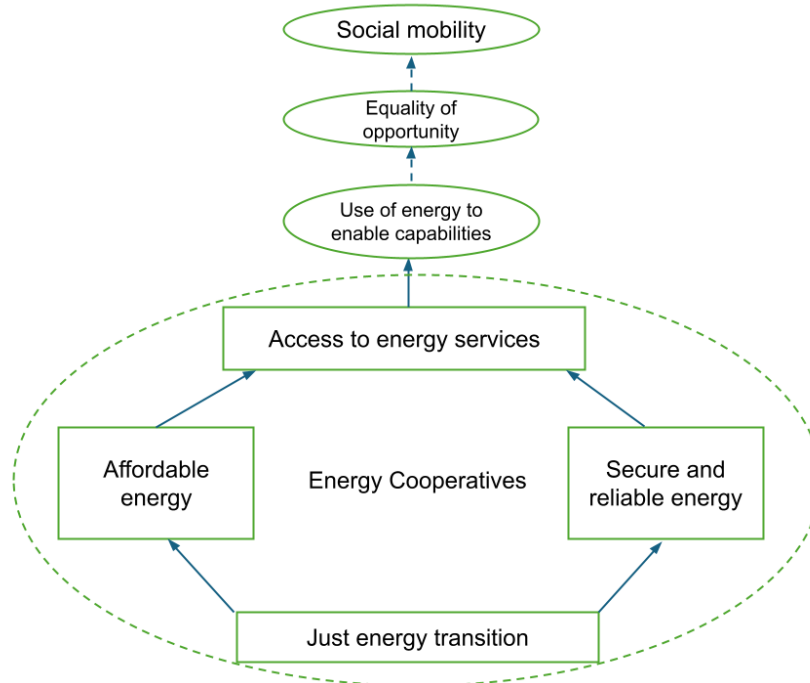 Social mobility
Equality of
opportunity
Use of energy to
enable capabilities
Access to energy services
Affordable
energy
Energy Cooperatives
Secure and
reliable energy
Just energy transition